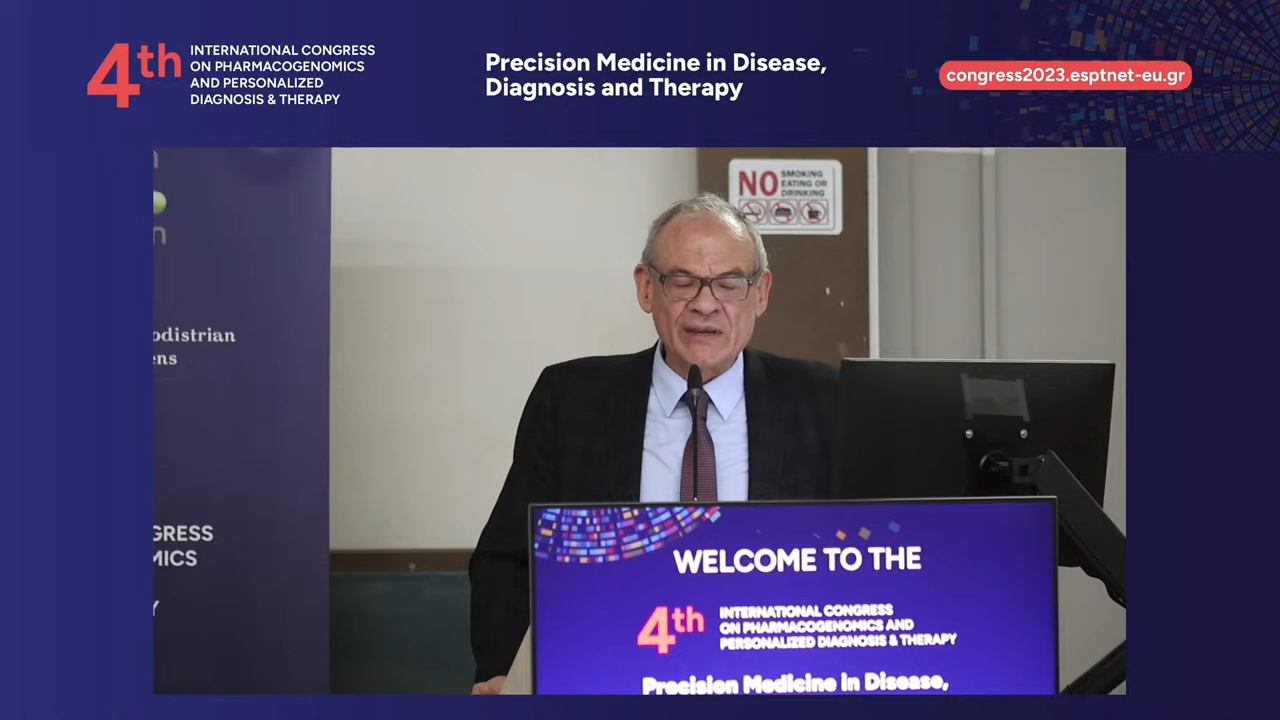 4th
INTERNATIONAL CONGRESS
ON PHARMACOGENOMICS
AND PERSONALIZED
DIAGNOSIS & THERAPY
Precision Medicine in Disease,
Diagnosis and Therapy
congress2023.esptnet-eu.gr
NO SMOKING
EATING OR
DRINKING
n
n
odistrian
ens
GRESS
MICS
Y
WELCOME TO THE
4th
INTERNATIONAL CONGRESS
ON PHARMACOGENOMICS AND
PERSONALIZED DIAGNOSIS & THERAPY
Precision Medicine in Disease,